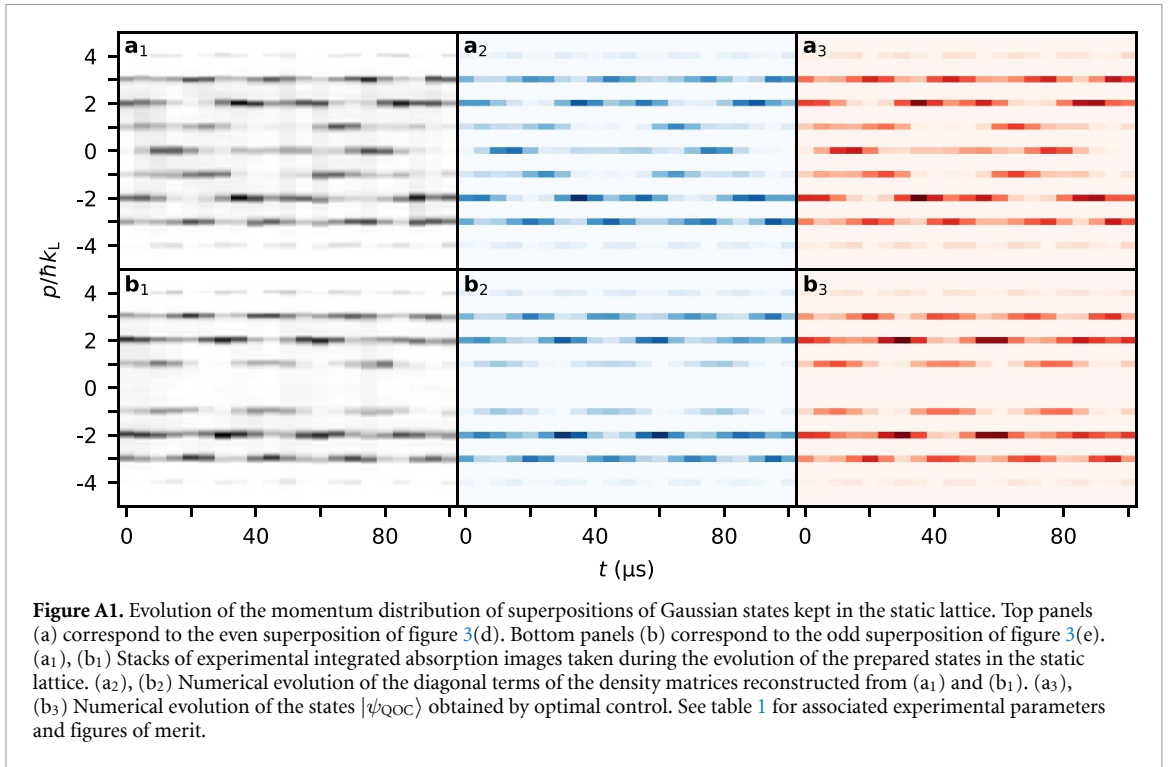 a₁
a₂
a₃
4
2
0
-2
-4
p/ħk_L
b₁
b₂
b₃
4
2
0
-2
-4
0 40 80 0 40 80 0 40 80
t (μs)
Figure A1. Evolution of the momentum distribution of superpositions of Gaussian states kept in the static lattice. Top panels
(a) correspond to the even superposition of figure 3(d). Bottom panels (b) correspond to the odd superposition of figure 3(e).
(a₁), (b₁) Stacks of experimental integrated absorption images taken during the evolution of the prepared states in the static
lattice. (a₂), (b₂) Numerical evolution of the diagonal terms of the density matrices reconstructed from (a₁) and (b₁). (a₃),
(b₃) Numerical evolution of the states |ψ_QOC⟩ obtained by optimal control. See table 1 for associated experimental parameters
and figures of merit.